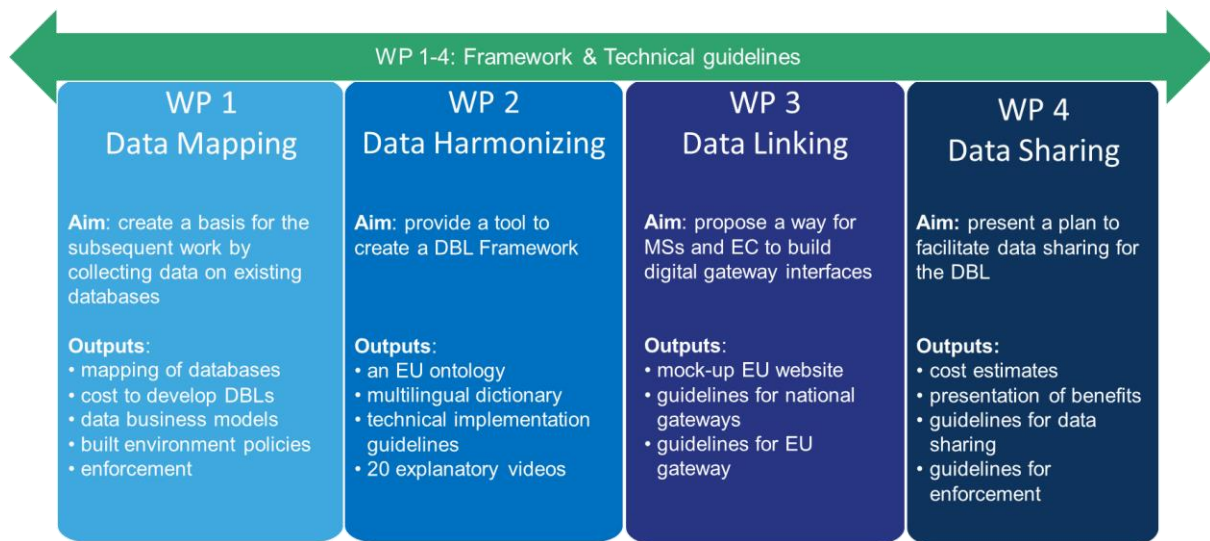 WP 1-4: Framework & Technical guidelines
WP 1
Data Mapping
Aim: create a basis for the
subsequent work by
collecting data on existing
databases
Outputs:
• mapping of databases
• cost to develop DBLs
• data business models
• built environment policies
• enforcement
WP 2
Data Harmonizing
Aim: provide a tool to
create a DBL Framework
Outputs:
• an EU ontology
• multilingual dictionary
• technical implementation
guidelines
• 20 explanatory videos
WP 3
Data Linking
Aim: propose a way for
MSs and EC to build
digital gateway interfaces
Outputs:
• mock-up EU website
• guidelines for national
gateways
• guidelines for EU
gateway
WP 4
Data Sharing
Aim: present a plan to
facilitate data sharing for
the DBL
Outputs:
• cost estimates
• presentation of benefits
• guidelines for data
sharing
• guidelines for
enforcement